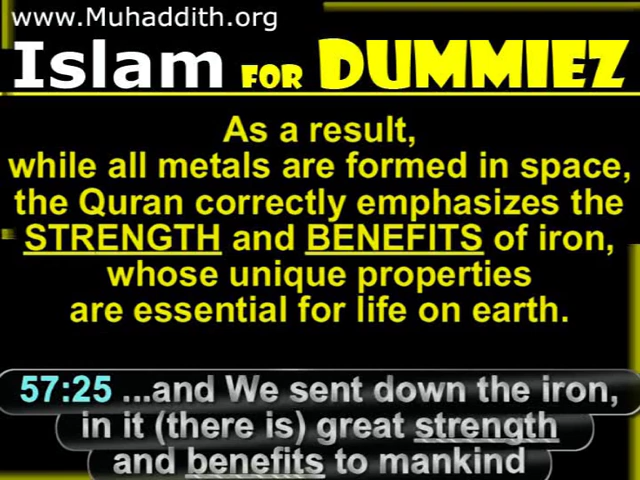 www.Muhaddith.org
Islam FOR DUMMIEZ
As a result,
while all metals are formed in space,
the Quran correctly emphasizes the
STRENGTH and BENEFITS of iron,
whose unique properties
are essential for life on earth.
57:25 ...and We sent down the iron,
in it (there is) great strength
and benefits to mankind